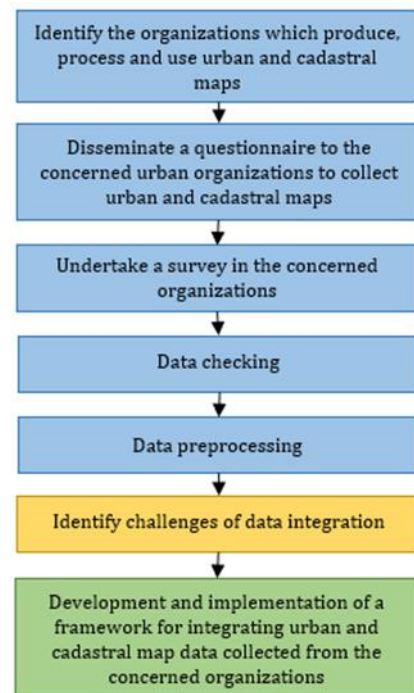 Identify the organizations which produce,
process and use urban and cadastral
maps
Disseminate a questionnaire to the
concerned urban organizations to collect
urban and cadastral maps
Undertake a survey in the concerned
organizations
Data checking
Data preprocessing
Identify challenges of data integration
Development and implementation of a
framework for integrating urban and
cadastral map data collected from the
concerned organizations